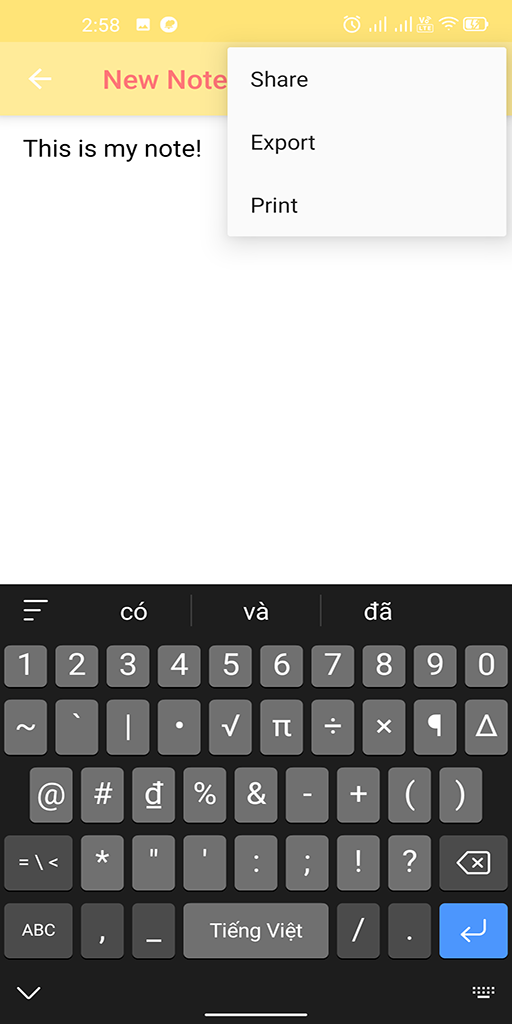 2:58
New Note
Share
Export
Print
This is my note!
có và đã
1 2 3 4 5 6 7 8 9 0
~ ` | • √ π ÷ × ¶ Δ
@ # ₫ % & - + ( )
= \ < * " ' : ; ! ?
ABC , _ Tiếng Việt / .